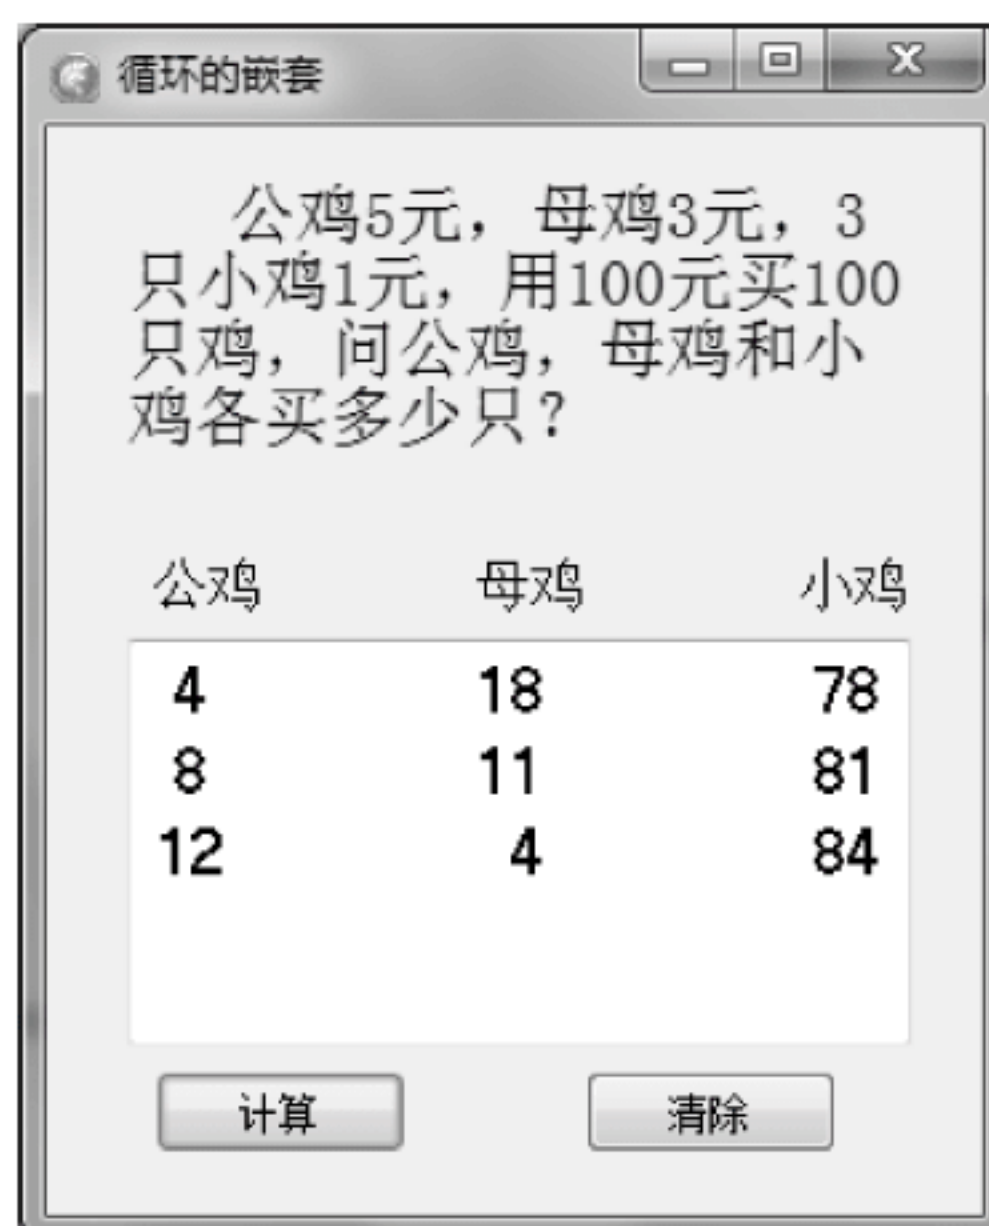 循环的嵌套
公鸡5元，母鸡3元，3
只小鸡1元，用100元买100
只鸡，问公鸡，母鸡和小
鸡各买多少只?
公鸡 母鸡 小鸡
4 18 78
8 11 81
12 4 84
计算 清除